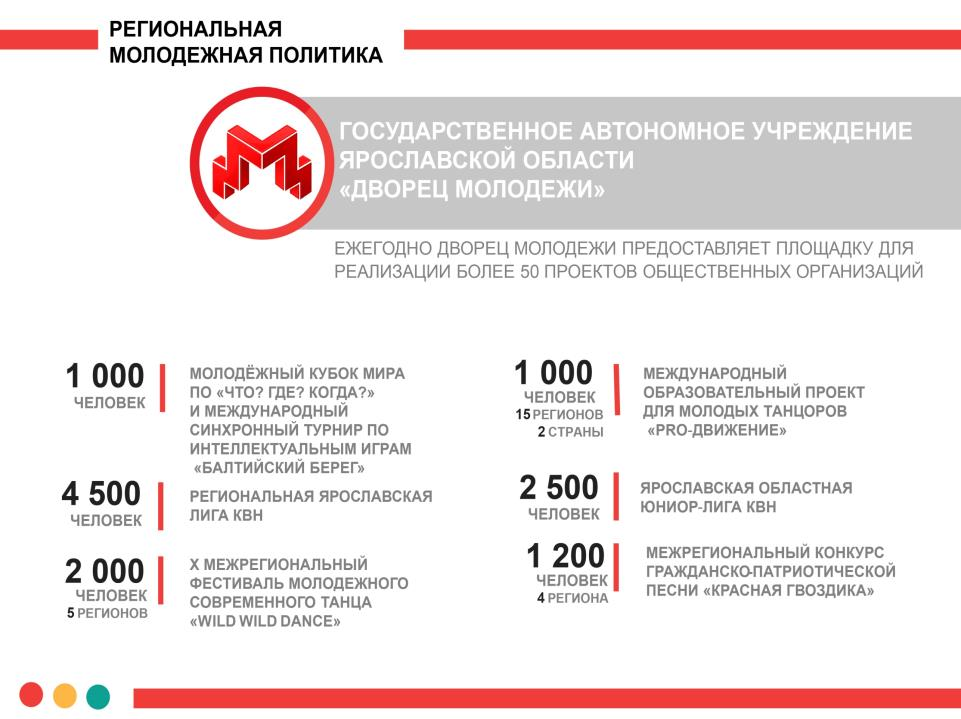 РЕГИОНАЛЬНАЯ
МОЛОДЕЖНАЯ ПОЛИТИКА
ГОСУДАРСТВЕННОЕ АВТОНОМНОЕ УЧРЕЖДЕНИЕ
ЯРОСЛАВСКОЙ ОБЛАСТИ
«ДВОРЕЦ МОЛОДЕЖИ»
ЕЖЕГОДНО ДВОРЕЦ МОЛОДЕЖИ ПРЕДОСТАВЛЯЕТ ПЛОЩАДКУ ДЛЯ
РЕАЛИЗАЦИИ БОЛЕЕ 50 ПРОЕКТОВ ОБЩЕСТВЕННЫХ ОРГАНИЗАЦИЙ
1 000
ЧЕЛОВЕК
МОЛОДЁЖНЫЙ КУБОК МИРА
ПО «ЧТО? ГДЕ? КОГДА?»
И МЕЖДУНАРОДНЫЙ
СИНХРОННЫЙ ТУРНИР ПО
ИНТЕЛЛЕКТУАЛЬНЫМ ИГРАМ
«БАЛТИЙСКИЙ БЕРЕГ»
4 500
ЧЕЛОВЕК
РЕГИОНАЛЬНАЯ ЯРОСЛАВСКАЯ
ЛИГА КВН
2 000
ЧЕЛОВЕК
5 РЕГИОНОВ
X МЕЖРЕГИОНАЛЬНЫЙ
ФЕСТИВАЛЬ МОЛОДЕЖНОГО
СОВРЕМЕННОГО ТАНЦА
«WILD WILD DANCE»
1 000
ЧЕЛОВЕК
15 РЕГИОНОВ
2 СТРАНЫ
МЕЖДУНАРОДНЫЙ
ОБРАЗОВАТЕЛЬНЫЙ ПРОЕКТ
ДЛЯ МОЛОДЫХ ТАНЦОРОВ
«PRO-ДВИЖЕНИЕ»
2 500
ЧЕЛОВЕК
ЯРОСЛАВСКАЯ ОБЛАСТНАЯ
ЮНИОР-ЛИГА КВН
1 200
ЧЕЛОВЕК
4 РЕГИОНА
МЕЖРЕГИОНАЛЬНЫЙ КОНКУРС
ГРАЖДАНСКО-ПАТРИОТИЧЕСКОЙ
ПЕСНИ «КРАСНАЯ ГВОЗДИКА»